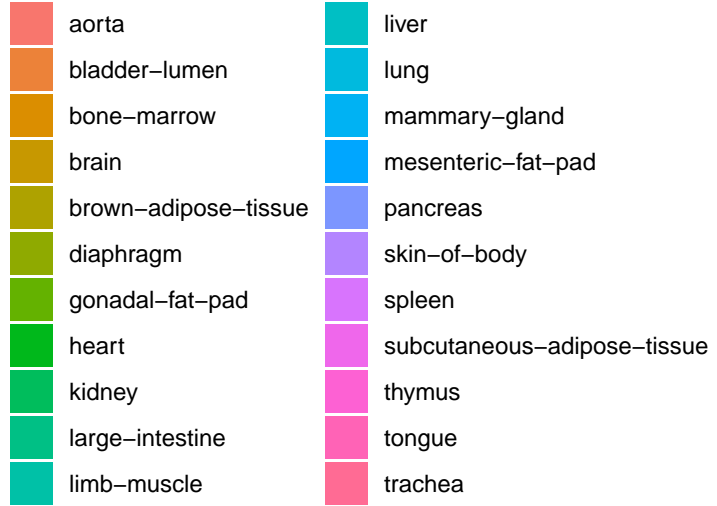 aorta
bladder−lumen
bone−marrow
brain
brown−adipose−tissue
diaphragm
gonadal−fat−pad
heart
kidney
large−intestine
limb−muscle
liver
lung
mammary−gland
mesenteric−fat−pad
pancreas
skin−of−body
spleen
subcutaneous−adipose−tissue
thymus
tongue
trachea